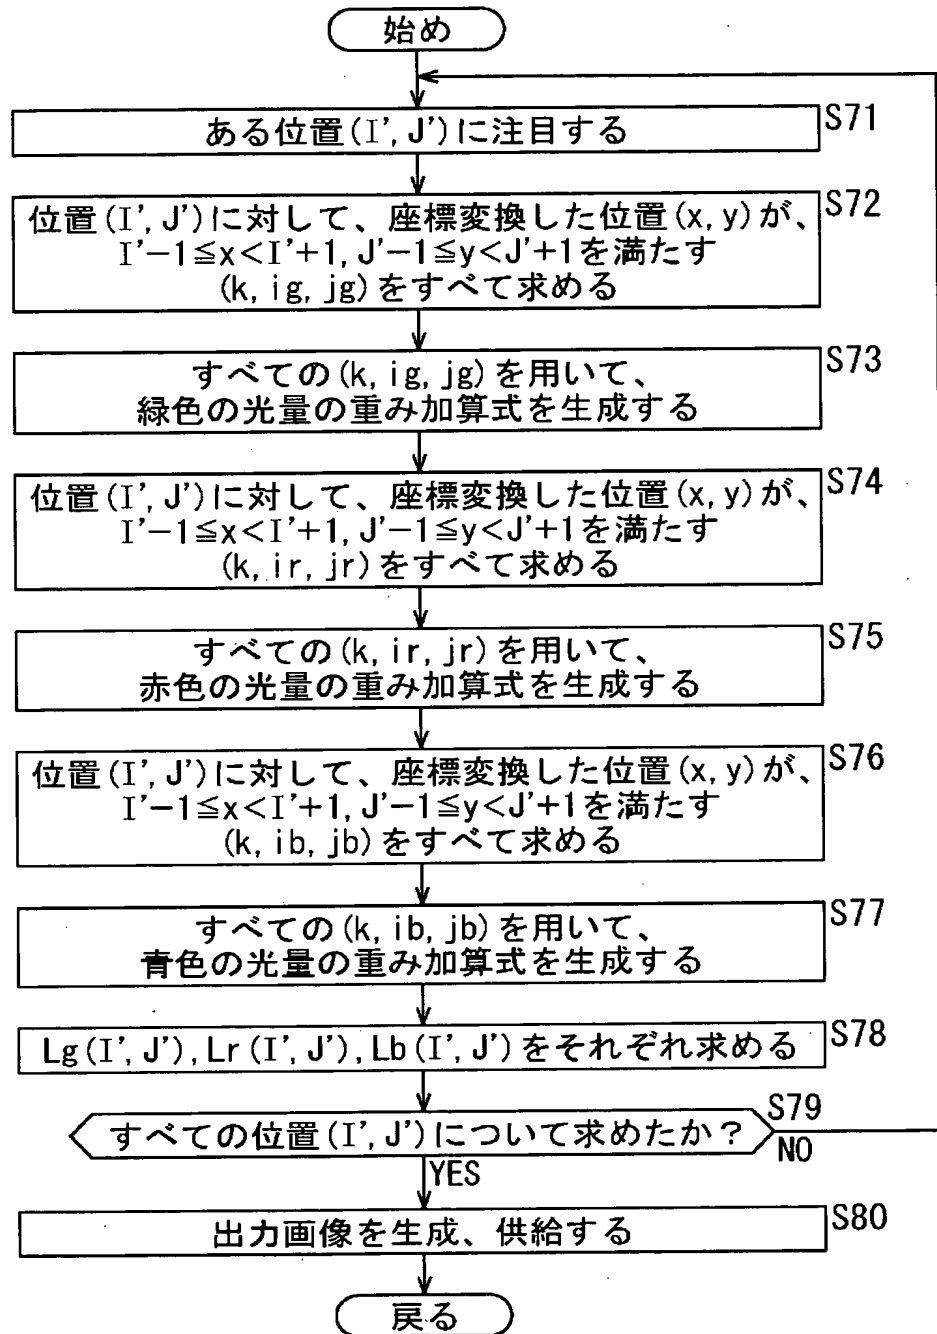 始め
ある位置(I', J')に注目する
S71
位置(I', J')に対して、座標変換した位置(x, y)が、
I'-1≦x<I'+1, J'-1≦y<J'+1を満たす
(k, ig, jg)をすべて求める
S72
すべての(k, ig, jg)を用いて、
緑色の光量の重み加算式を生成する
S73
位置(I', J')に対して、座標変換した位置(x, y)が、
I'-1≦x<I'+1, J'-1≦y<J'+1を満たす
(k, ir, jr)をすべて求める
S74
すべての(k, ir, jr)を用いて、
赤色の光量の重み加算式を生成する
S75
位置(I', J')に対して、座標変換した位置(x, y)が、
I'-1≦x<I'+1, J'-1≦y<J'+1を満たす
(k, ib, jb)をすべて求める
S76
すべての(k, ib, jb)を用いて、
青色の光量の重み加算式を生成する
S77
Lg(I', J'), Lr(I', J'), Lb(I', J')をそれぞれ求める
S78
すべての位置(I', J')について求めたか？
S79
NO
YES
出力画像を生成、供給する
S80
戻る